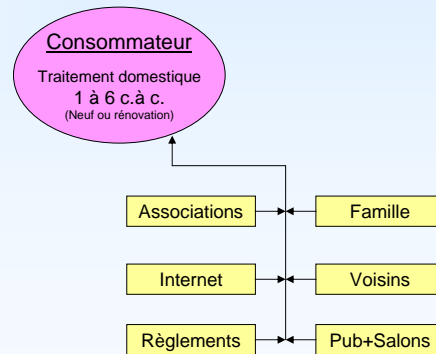 Consommateur
Traitement domestique
1 à 6 c.à c.
(Neuf ou rénovation)
Associations
Famille
Internet
Voisins
Règlements
Pub+Salons